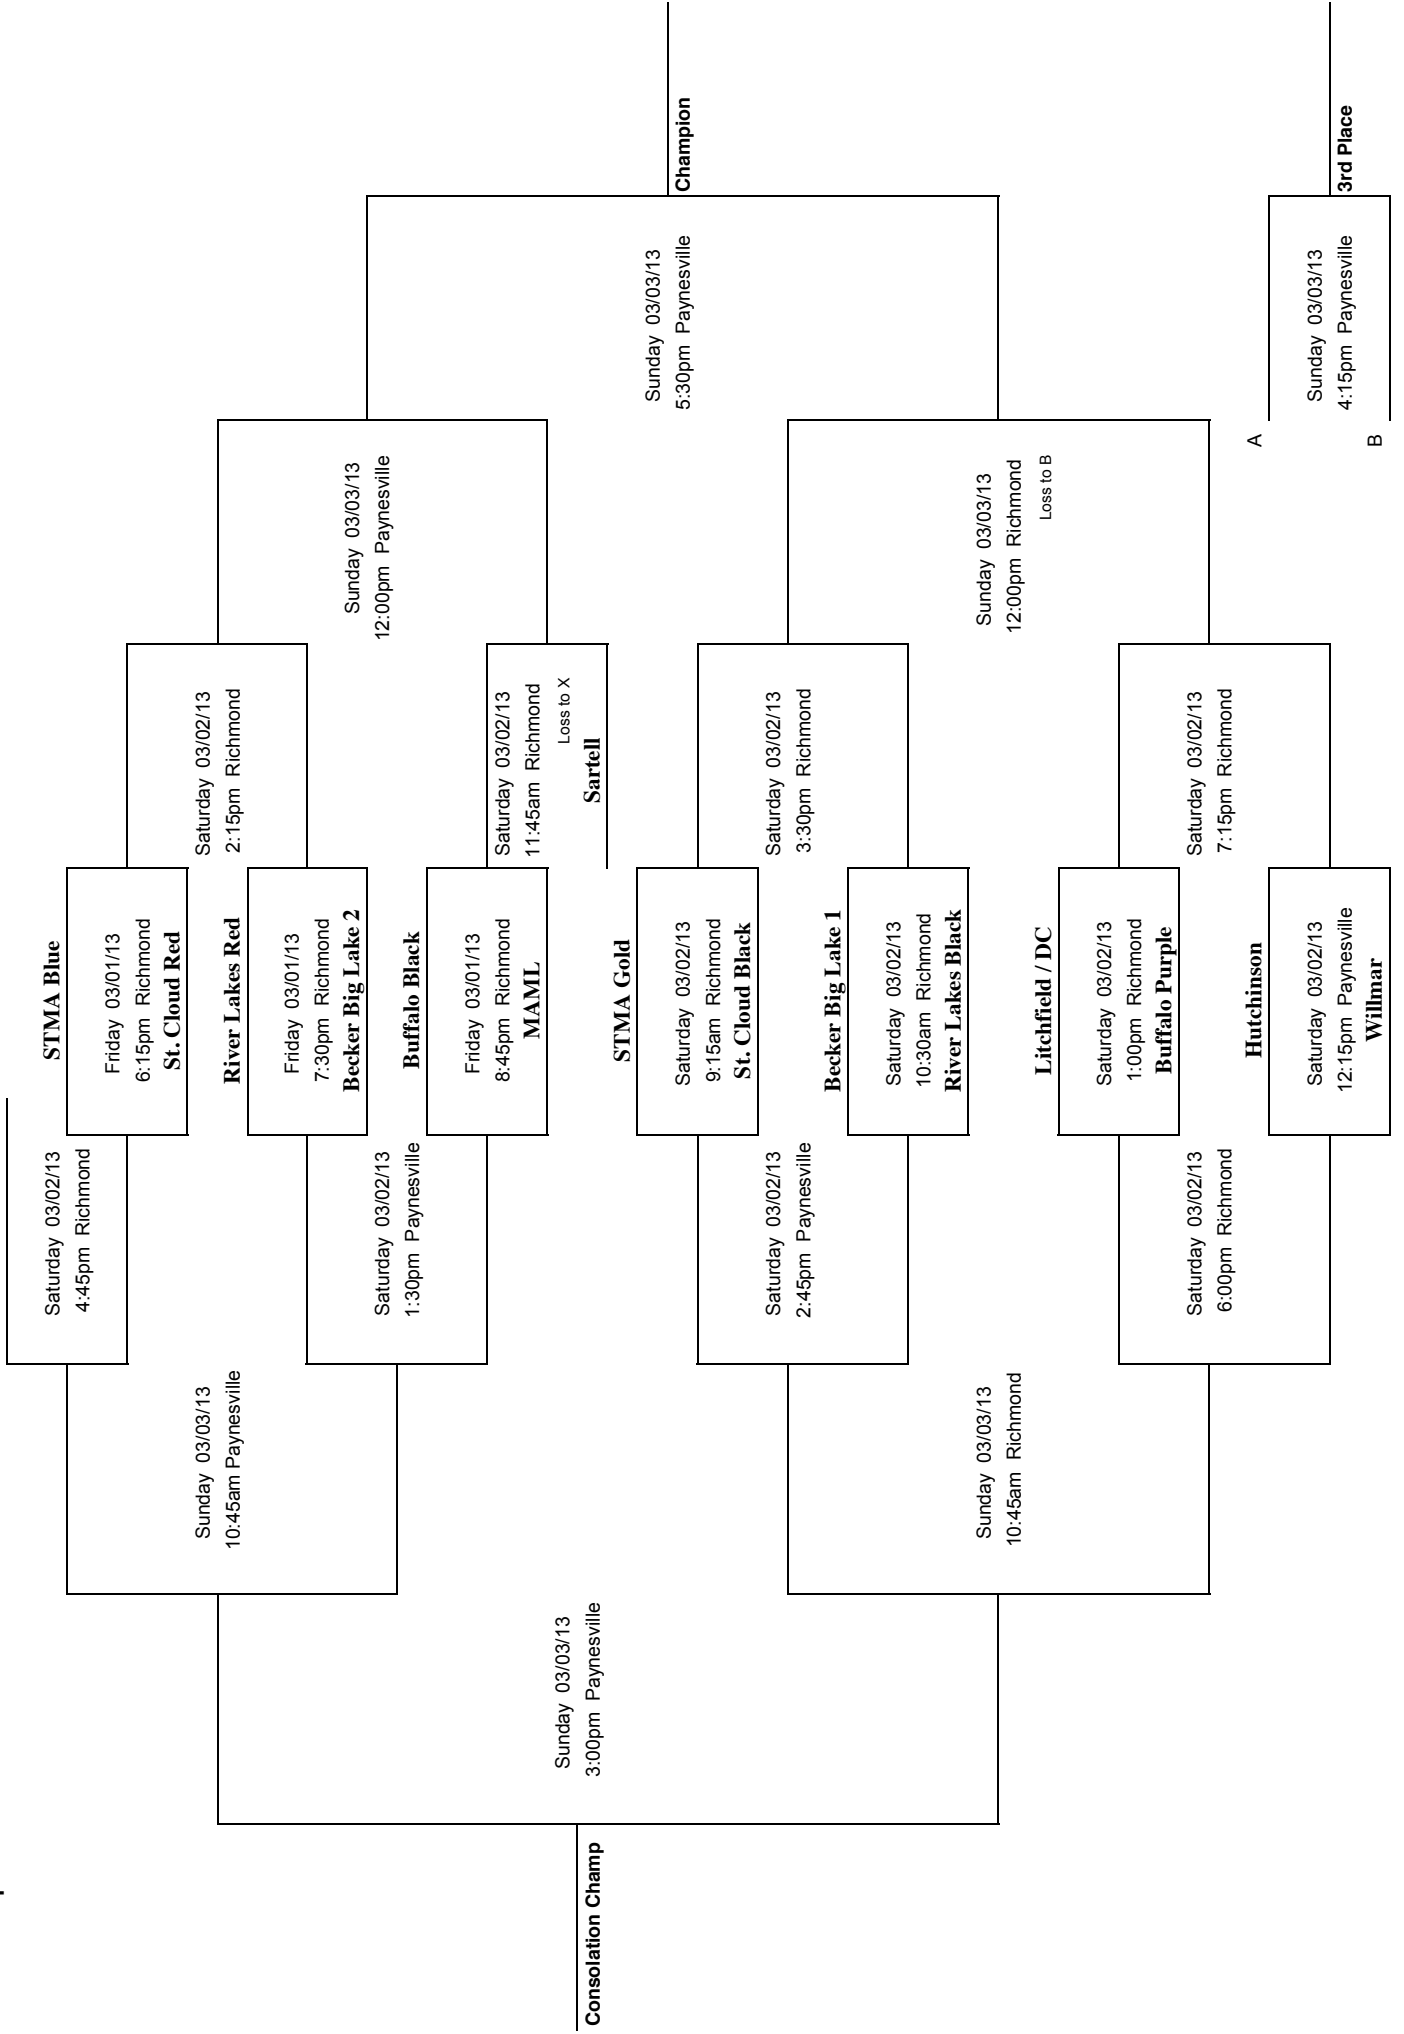 Consolation Champ
Sunday 03/03/13
3:00pm Paynesville
Sunday 03/03/13
10:45am Paynesville
Sunday 03/03/13
10:45am Richmond
Saturday 03/02/13
4:45pm Richmond
Saturday 03/02/13
1:30pm Paynesville
Saturday 03/02/13
2:45pm Paynesville
Saturday 03/02/13
6:00pm Richmond
STMA Blue
Friday 03/01/13
6:15pm Richmond
St. Cloud Red
River Lakes Red
Friday 03/01/13
7:30pm Richmond
Becker Big Lake 2
Buffalo Black
Friday 03/01/13
8:45pm Richmond
MAML
STMA Gold
Saturday 03/02/13
9:15am Richmond
St. Cloud Black
Becker Big Lake 1
Saturday 03/02/13
10:30am Richmond
River Lakes Black
Litchfield / DC
Saturday 03/02/13
1:00pm Richmond
Buffalo Purple
Hutchinson
Saturday 03/02/13
12:15pm Paynesville
Willmar
Saturday 03/02/13
2:15pm Richmond
Saturday 03/02/13
11:45am Richmond
Loss to X
Sartell
Saturday 03/02/13
3:30pm Richmond
Saturday 03/02/13
7:15pm Richmond
Sunday 03/03/13
12:00pm Paynesville
Sunday 03/03/13
12:00pm Richmond
Loss to B
Sunday 03/03/13
5:30pm Paynesville
Champion
A
Sunday 03/03/13
4:15pm Paynesville
B
3rd Place